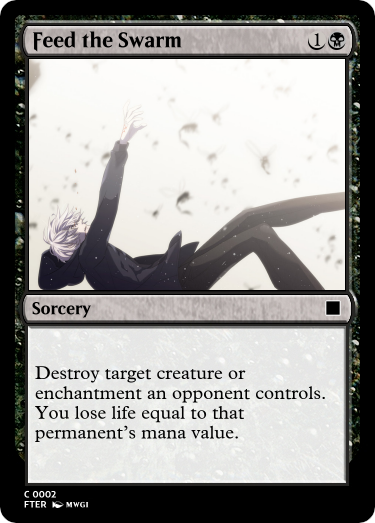 Feed the Swarm 1
Sorcery
Destroy target creature or
enchantment an opponent controls.
You lose life equal to that
permanent's mana value.
C 0002
FTER MWGI